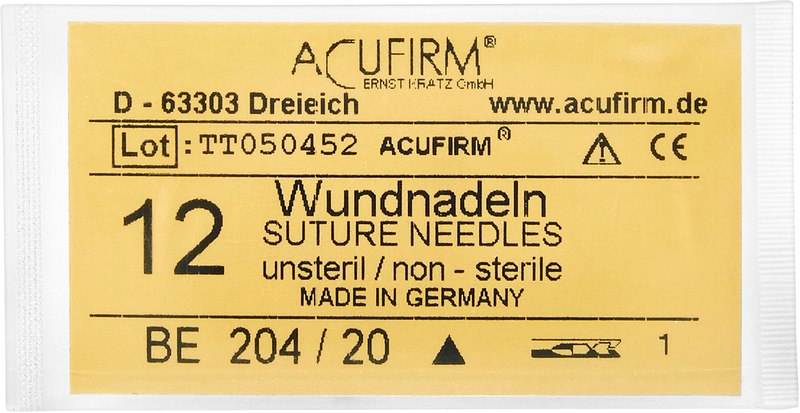 ACUFIRM®
ERNST KRATZ GmbH
D - 63303 Dreieich www.acufirm.de
Lot : TT050452 ACUFIRM® CE
12 Wundnadeln
SUTURE NEEDLES
unsteril / non - sterile
MADE IN GERMANY
BE 204 / 20 ▲ 1